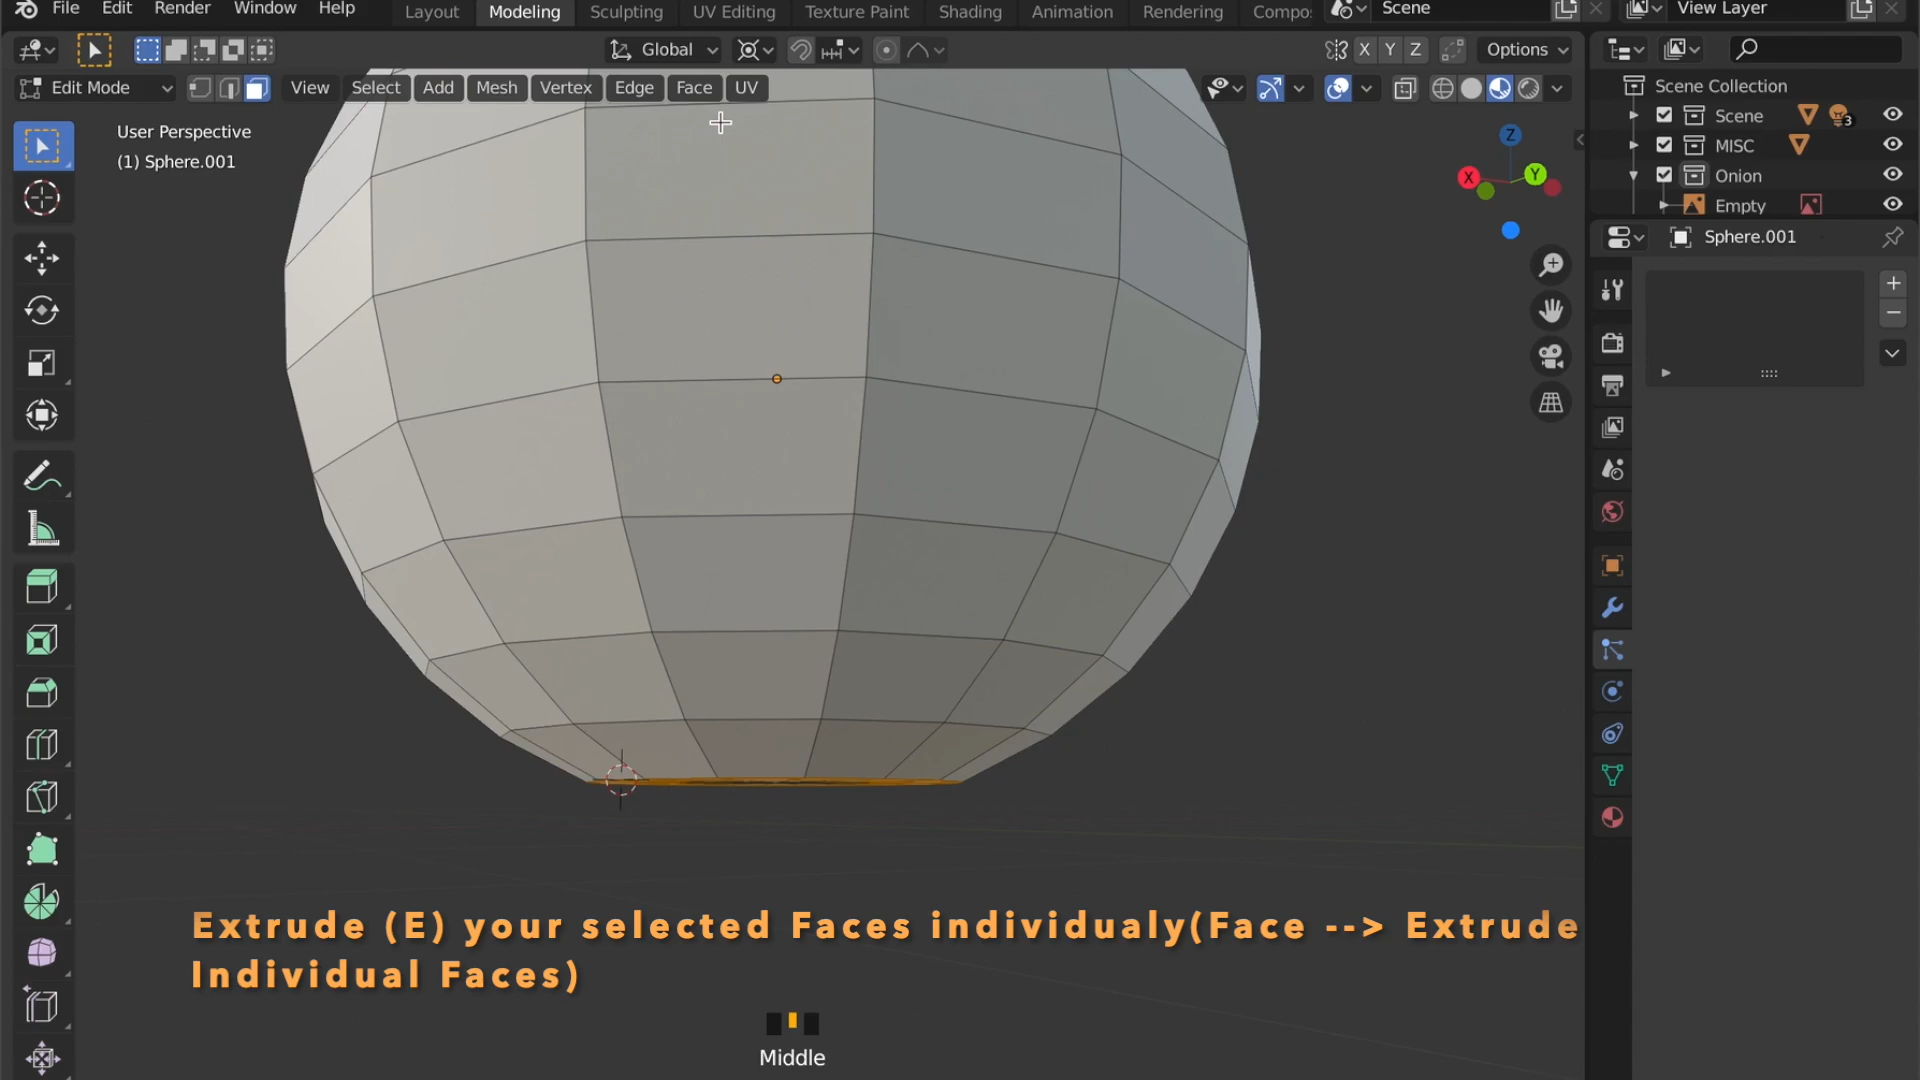 File Edit Render Window Help Layout Modeling Sculpting UV Editing Texture Paint Shading Animation Rendering Compo Scene View Layer
Global X Y Z Options
Edit Mode View Select Add Mesh Vertex Edge Face UV
Scene Collection
User Perspective
(1) Sphere.001
Scene 3
MISC
Onion
Empty
Z
X Y
Sphere.001
Extrude (E) your selected Faces individualy(Face --> Extrude
Individual Faces)
Middle